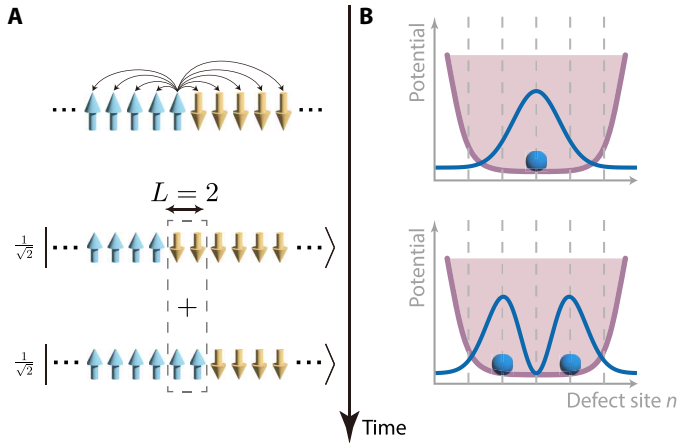 A
... ...
L = 2
1/√2 | ... ... ⟩
+
1/√2 | ... ... ⟩
Time
B
Potential
Potential
Defect site n